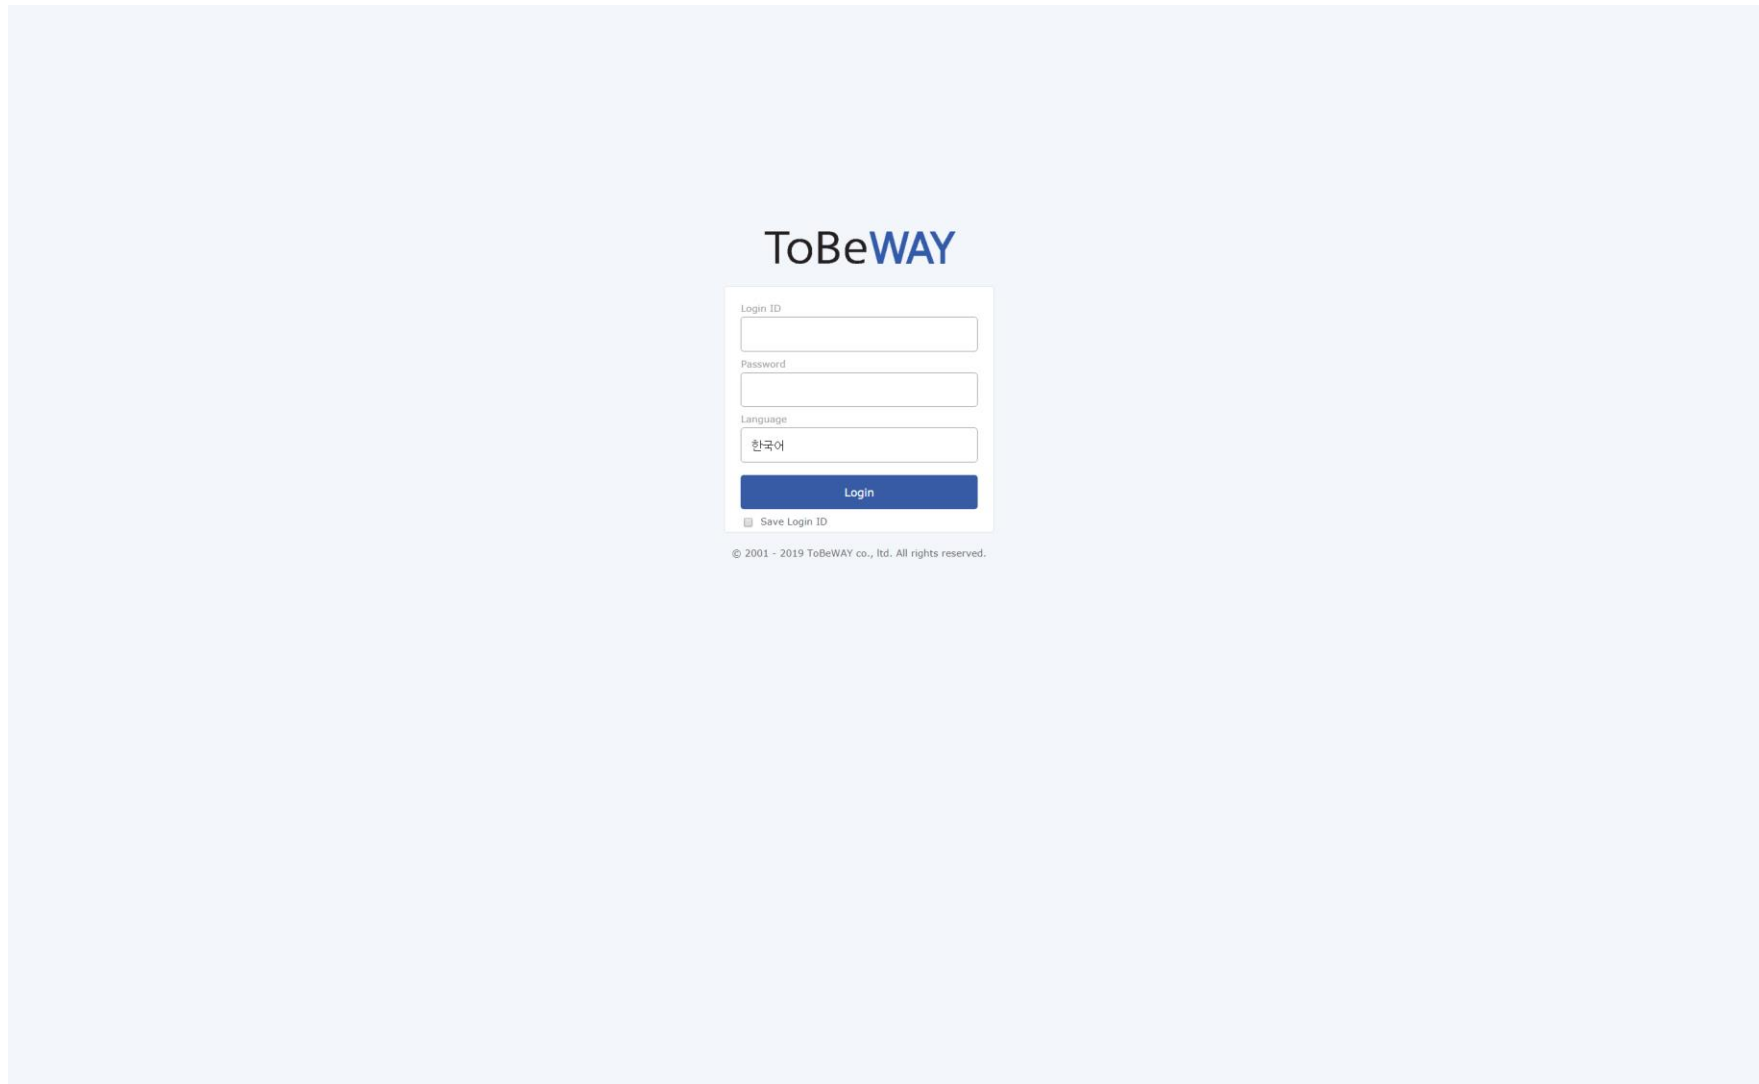 ToBeWAY
Login ID
Password
Language
한국어
Login
Save Login ID
© 2001 - 2019 ToBeWAY co., ltd. All rights reserved.